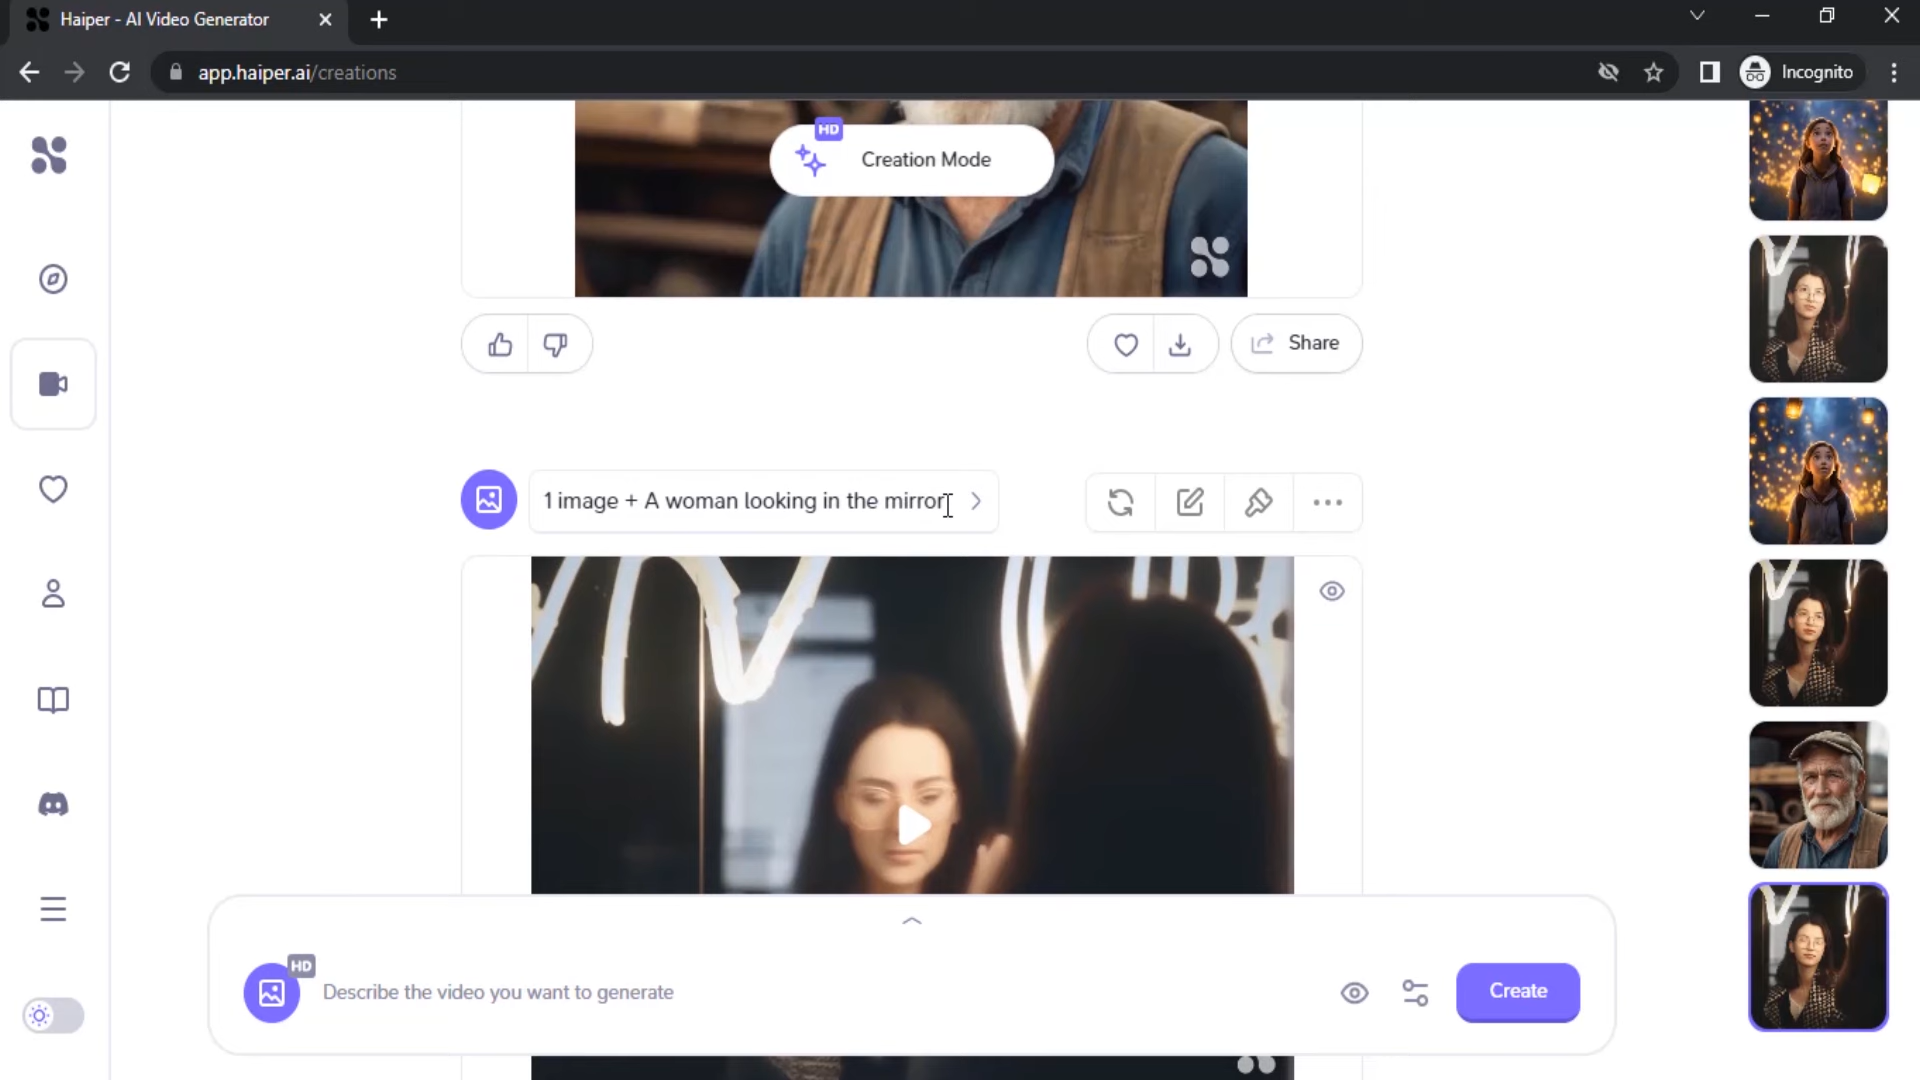 Haiper - AI Video Generator
app.haiper.ai/creations
Incognito
HD
Creation Mode
Share
1 image + A woman looking in the mirror
HD
Describe the video you want to generate
Create